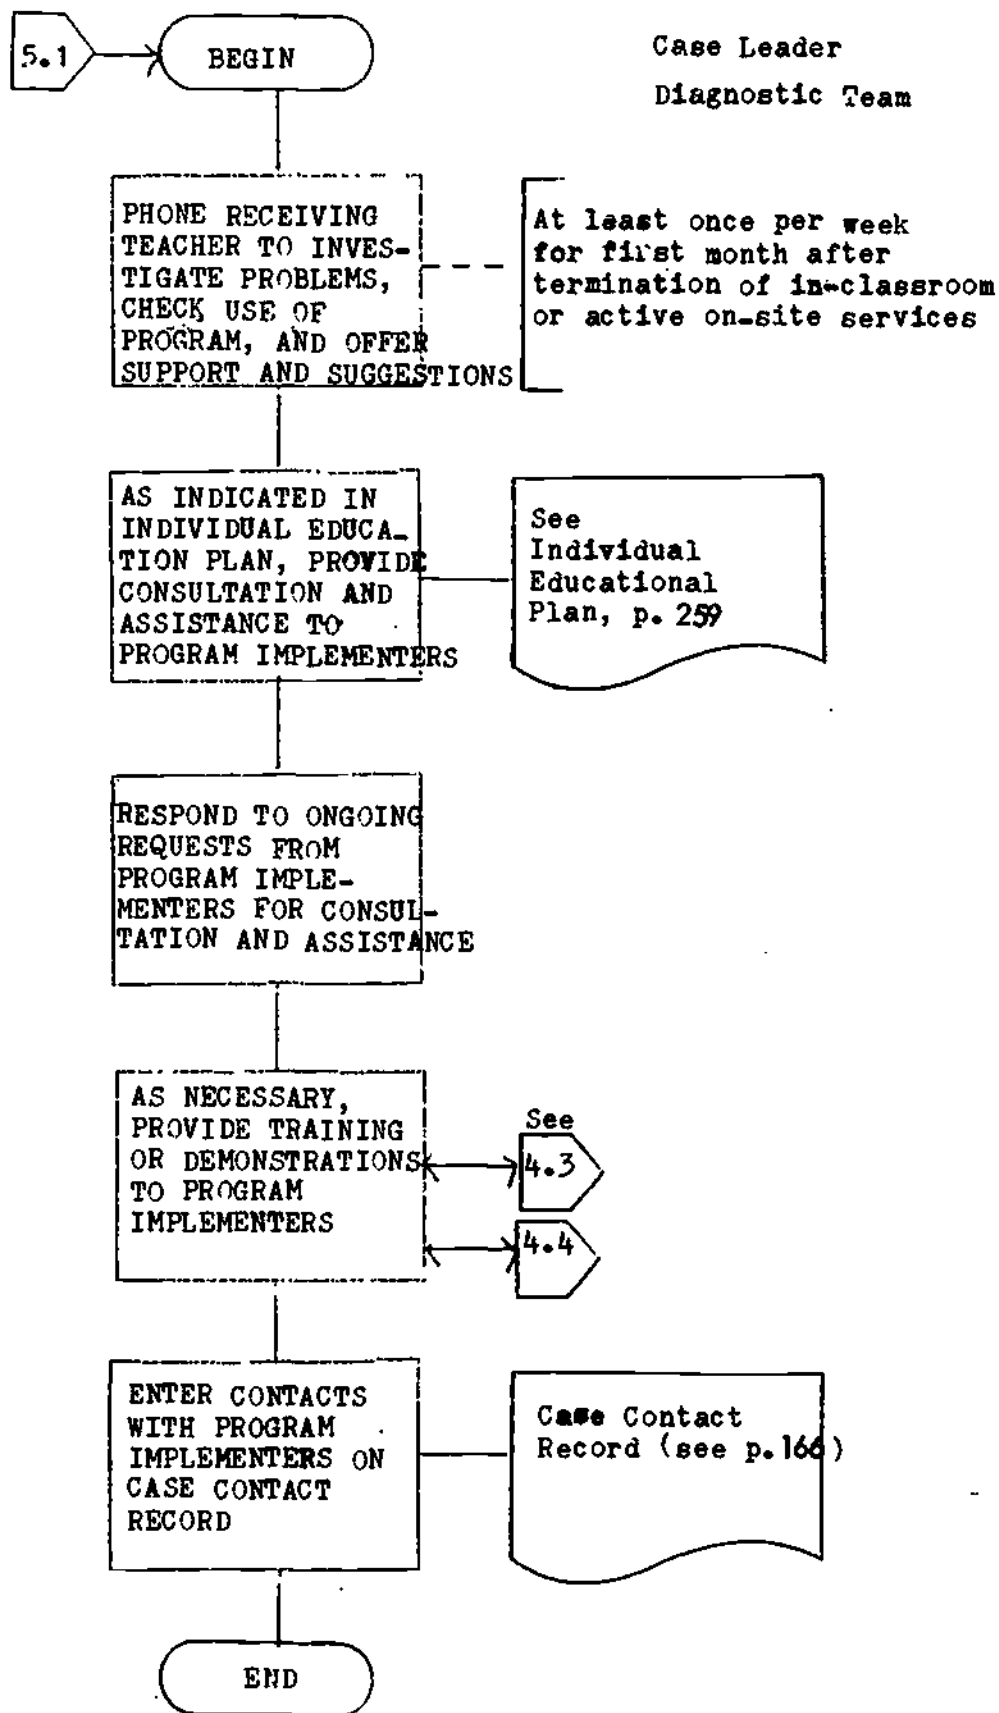 5.1
BEGIN
Case Leader
Diagnostic Team
PHONE RECEIVING
TEACHER TO INVES-
TIGATE PROBLEMS,
CHECK USE OF
PROGRAM, AND OFFER
SUPPORT AND SUGGESTIONS
At least once per week
for first month after
termination of in-classroom
or active on-site services
AS INDICATED IN
INDIVIDUAL EDUCA-
TION PLAN, PROVIDE
CONSULTATION AND
ASSISTANCE TO
PROGRAM IMPLEMENTERS
See
Individual
Educational
Plan, p. 259
RESPOND TO ONGOING
REQUESTS FROM
PROGRAM IMPLE-
MENTERS FOR CONSUL-
TATION AND ASSISTANCE
AS NECESSARY,
PROVIDE TRAINING
OR DEMONSTRATIONS
TO PROGRAM
IMPLEMENTERS
See
4.3
4.4
ENTER CONTACTS
WITH PROGRAM
IMPLEMENTERS ON
CASE CONTACT
RECORD
Case Contact
Record (see p.166)
END